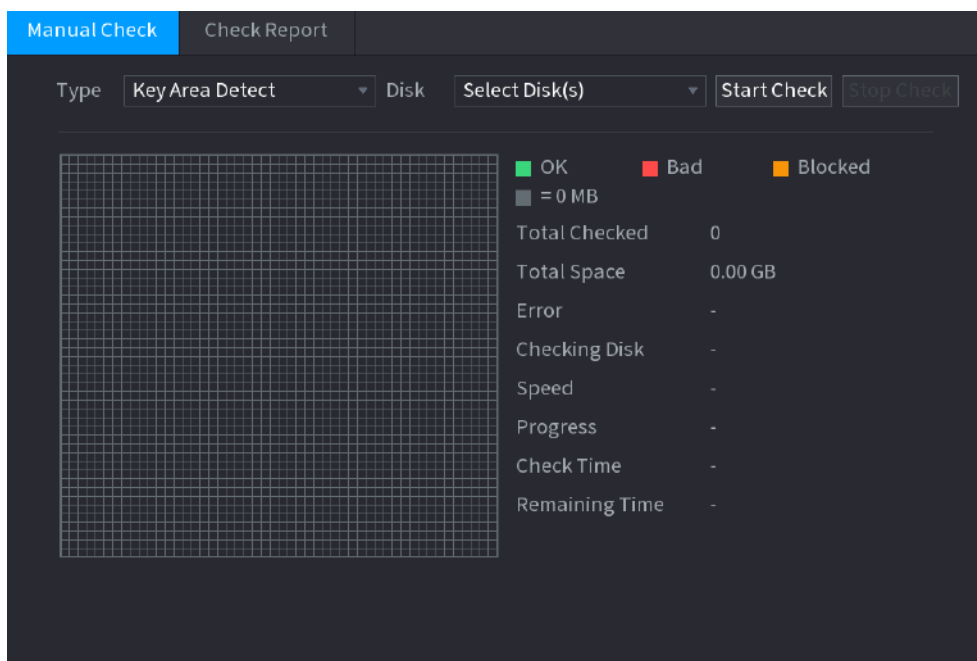 Manual Check Check Report
Type Key Area Detect Disk Select Disk(s) Start Check Stop Check
OK Bad Blocked
= 0 MB
Total Checked 0
Total Space 0.00 GB
Error -
Checking Disk -
Speed -
Progress -
Check Time -
Remaining Time -